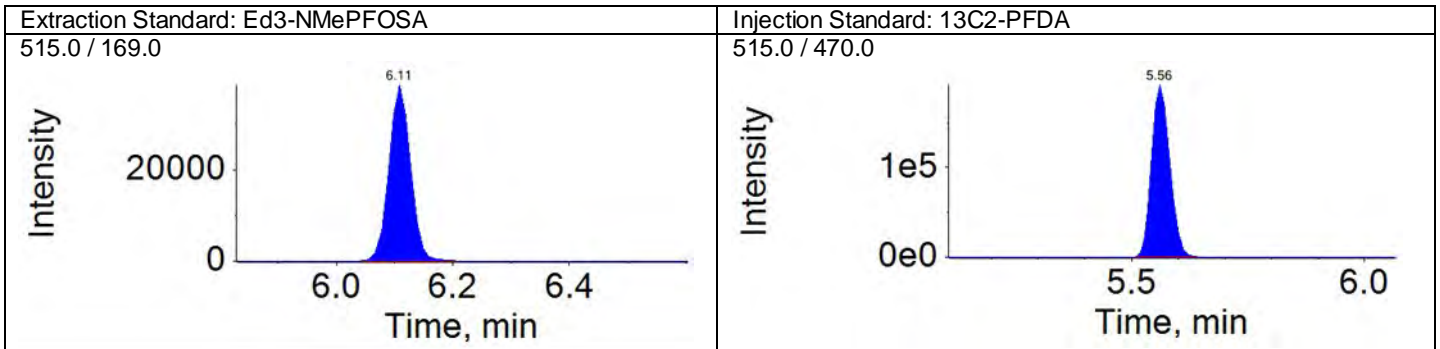 Extraction Standard: Ed3-NMePFOSA
515.0 / 169.0
6.11
Intensity
20000
0
6.0 6.2 6.4
Time, min
Injection Standard: 13C2-PFDA
515.0 / 470.0
5.56
Intensity
1e5
0e0
5.5 6.0
Time, min